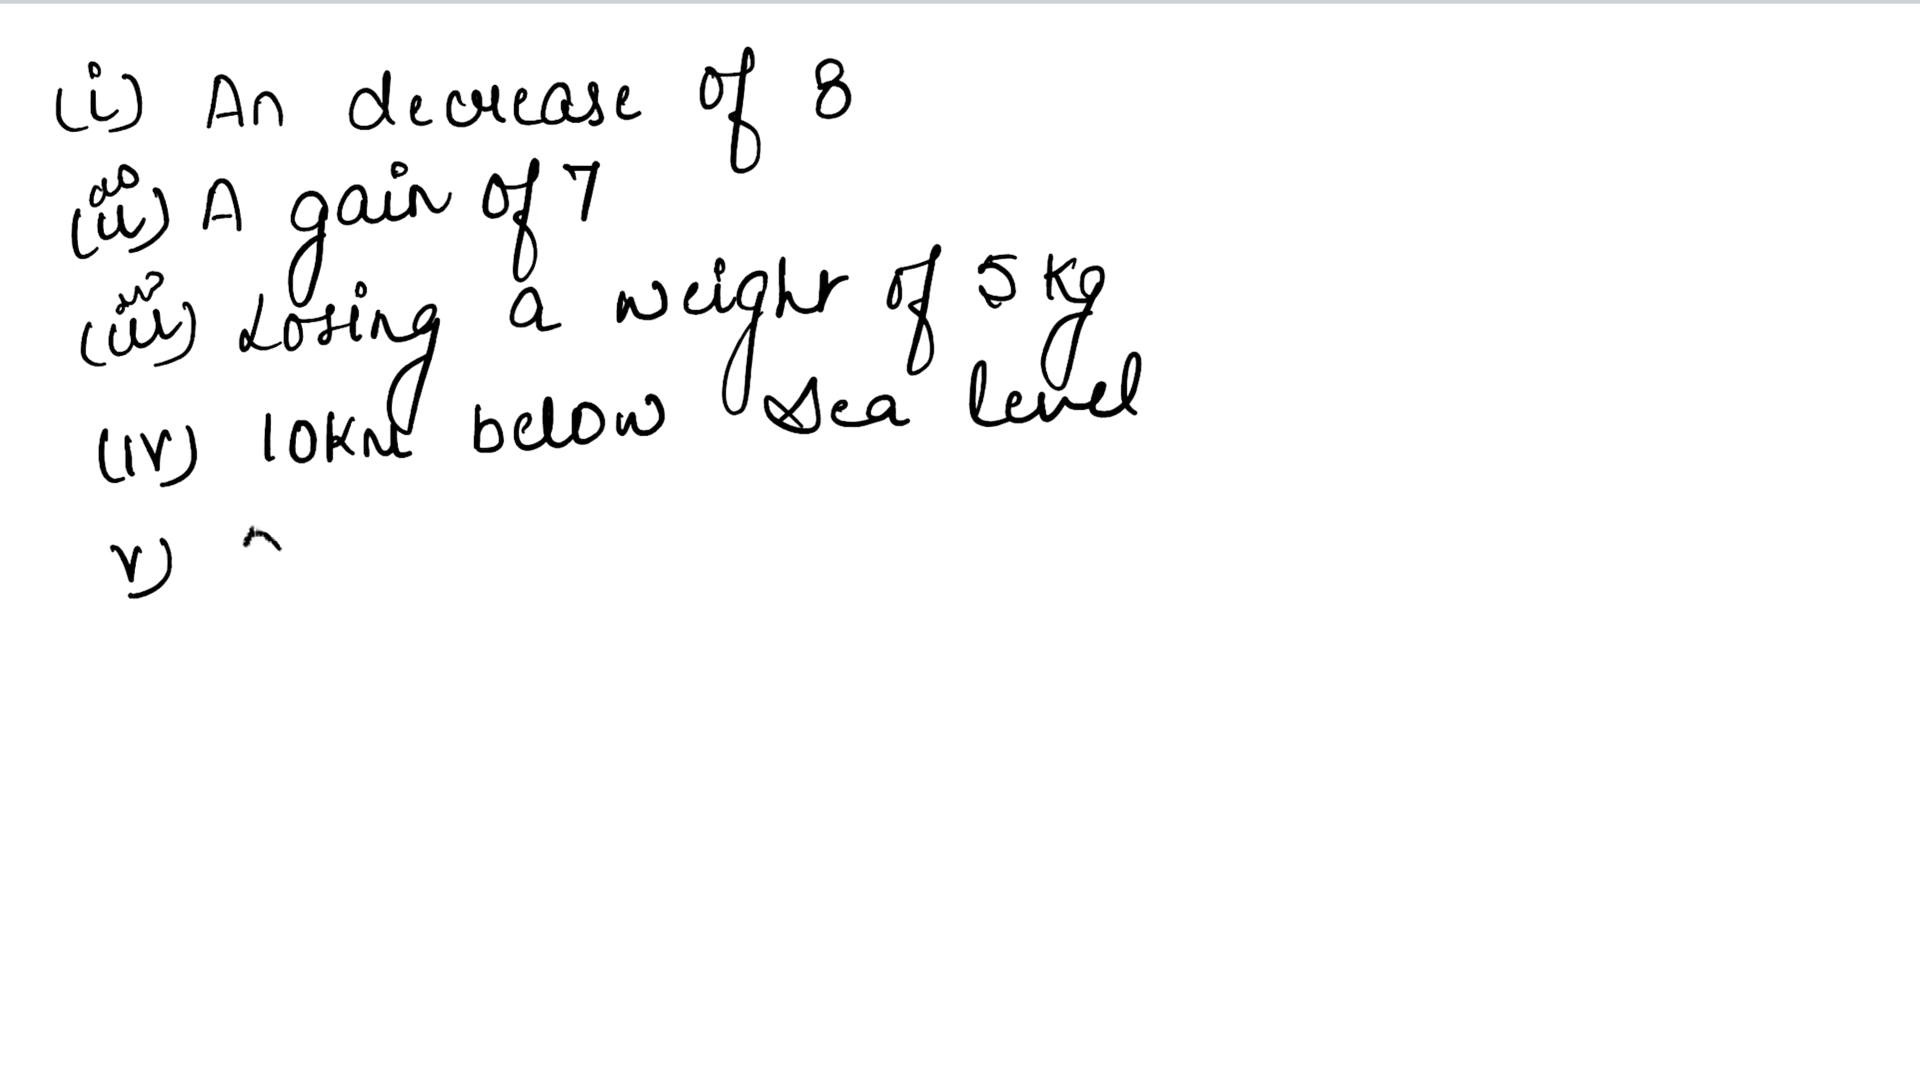 (i) An decrease of 8
(ii) A gain of 7
(iii) Losing a weight of 5 kg
(iv) 10KM below sea level
v)